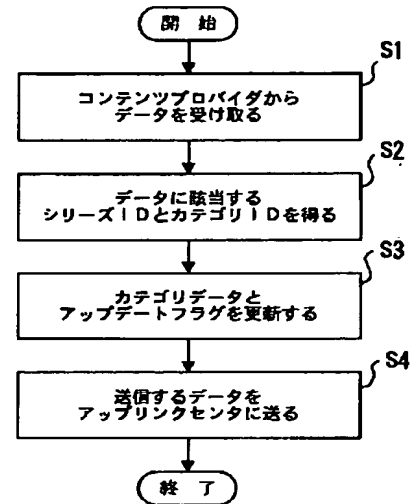 開 始
S1
コンテンツプロバイダから
データを受け取る
S2
データに該当する
シリーズIDとカテゴリIDを得る
S3
カテゴリデータと
アップデートフラグを更新する
S4
送信するデータを
アップリンクセンタに送る
終 了